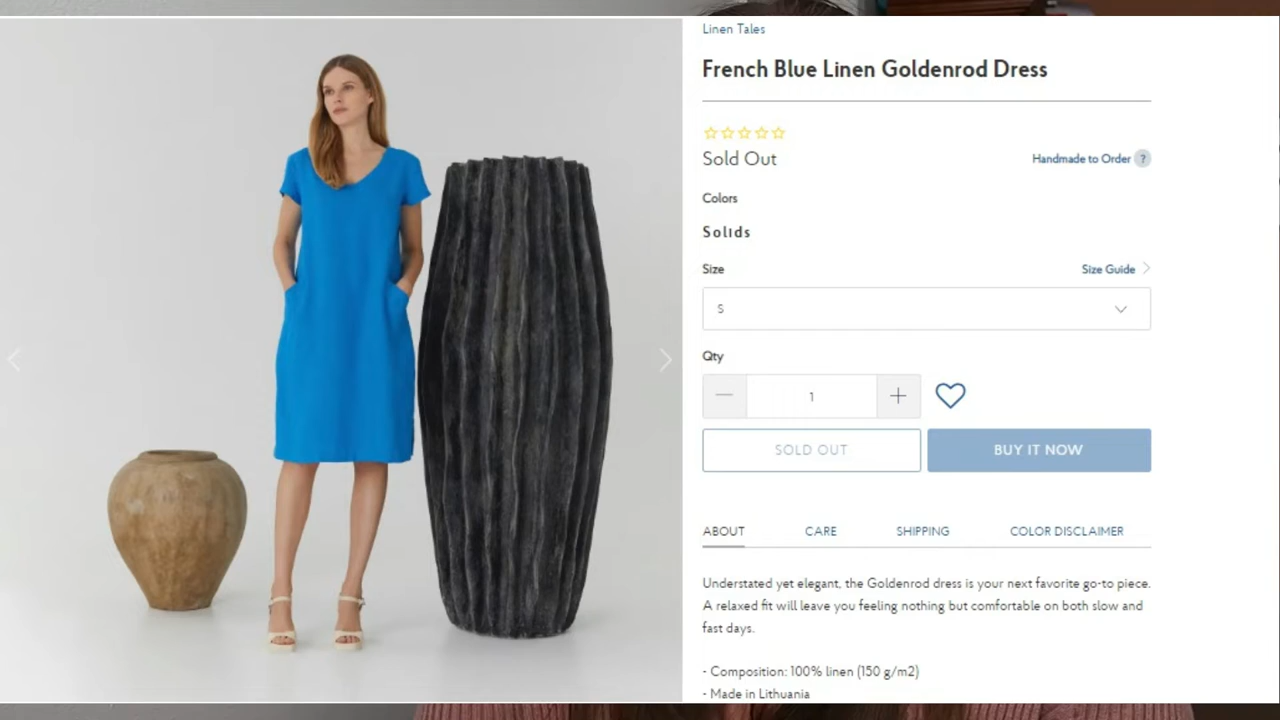 Linen Tales
French Blue Linen Goldenrod Dress
Sold Out
Handmade to Order ?
Colors
Solids
Size
Size Guide
S
Qty
1
SOLD OUT
BUY IT NOW
ABOUT
CARE
SHIPPING
COLOR DISCLAIMER
Understated yet elegant, the Goldenrod dress is your next favorite go-to piece.
A relaxed fit will leave you feeling nothing but comfortable on both slow and
fast days.
- Composition: 100% linen (150 g/m2)
- Made in Lithuania